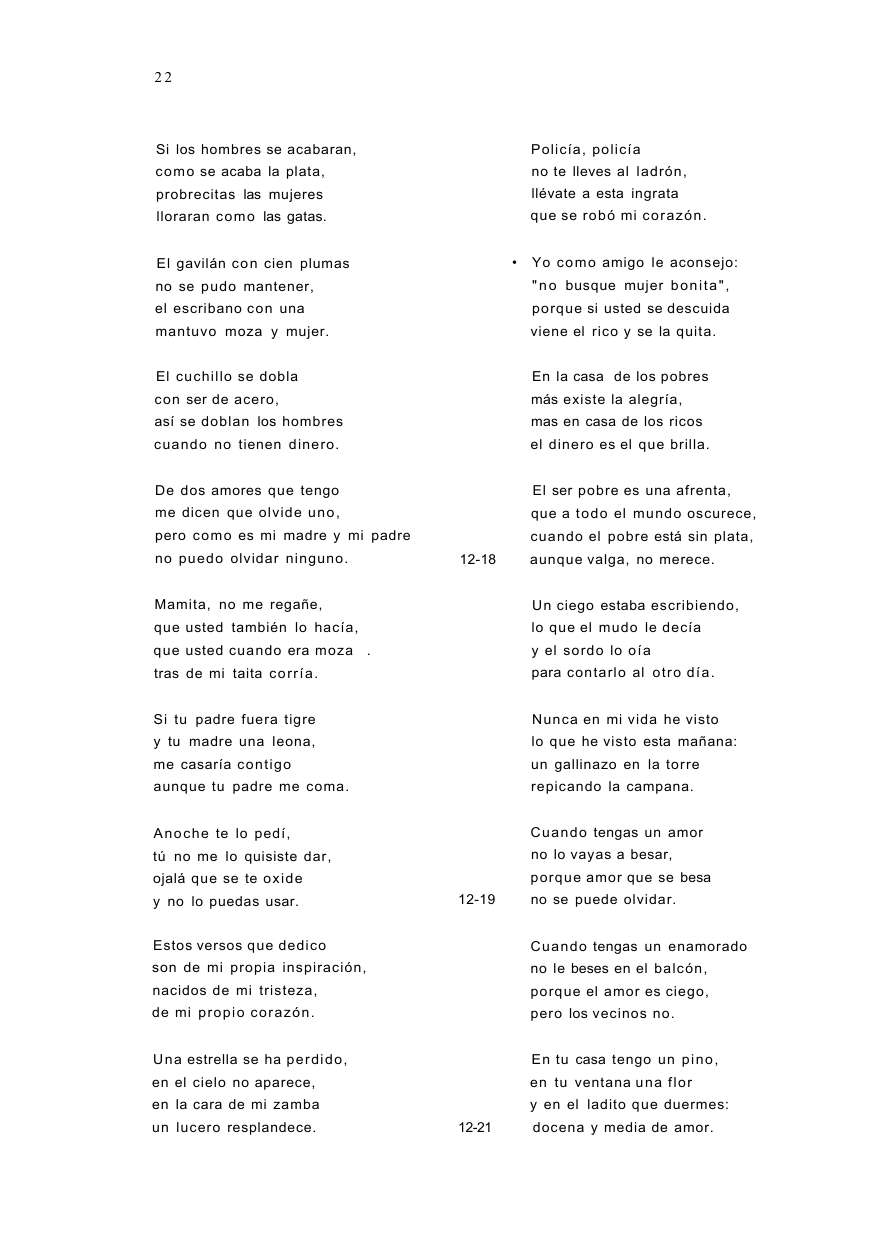 22
Si los hombres se acabaran,
como se acaba la plata,
probrecitas las mujeres
lloraran como las gatas.
El gavilán con cien plumas
no se pudo mantener,
el escribano con una
mantuvo moza y mujer.
El cuchillo se dobla
con ser de acero,
así se doblan los hombres
cuando no tienen dinero.
De dos amores que tengo
me dicen que olvide uno,
pero como es mi madre y mi padre
no puedo olvidar ninguno.
Mamita, no me regañe,
que usted también lo hacía,
que usted cuando era moza .
tras de mi taita corría.
Si tu padre fuera tigre
y tu madre una leona,
me casaría contigo
aunque tu padre me coma.
Anoche te lo pedí,
tú no me lo quisiste dar,
ojalá que se te oxide
y no lo puedas usar.
Estos versos que dedico
son de mi propia inspiración,
nacidos de mi tristeza,
de mi propio corazón.
Una estrella se ha perdido,
en el cielo no aparece,
en la cara de mi zamba
un lucero resplandece.
Policía, policía
no te lleves al ladrón,
llévate a esta ingrata
que se robó mi corazón.
• Yo como amigo le aconsejo:
"no busque mujer bonita",
porque si usted se descuida
viene el rico y se la quita.
En la casa de los pobres
más existe la alegría,
mas en casa de los ricos
el dinero es el que brilla.
El ser pobre es una afrenta,
que a todo el mundo oscurece,
cuando el pobre está sin plata,
12-18 aunque valga, no merece.
Un ciego estaba escribiendo,
lo que el mudo le decía
y el sordo lo oía
para contarlo al otro día.
Nunca en mi vida he visto
lo que he visto esta mañana:
un gallinazo en la torre
repicando la campana.
Cuando tengas un amor
no lo vayas a besar,
porque amor que se besa
12-19 no se puede olvidar.
Cuando tengas un enamorado
no le beses en el balcón,
porque el amor es ciego,
pero los vecinos no.
En tu casa tengo un pino,
en tu ventana una flor
y en el ladito que duermes:
12-21 docena y media de amor.